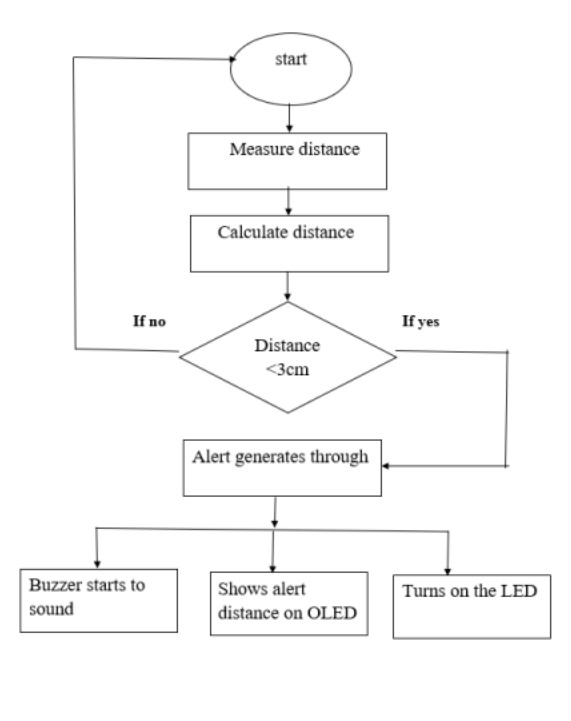 start
Measure distance
Calculate distance
If no
If yes
Distance
<3cm
Alert generates through
Buzzer starts to
sound
Shows alert
distance on OLED
Turns on the LED